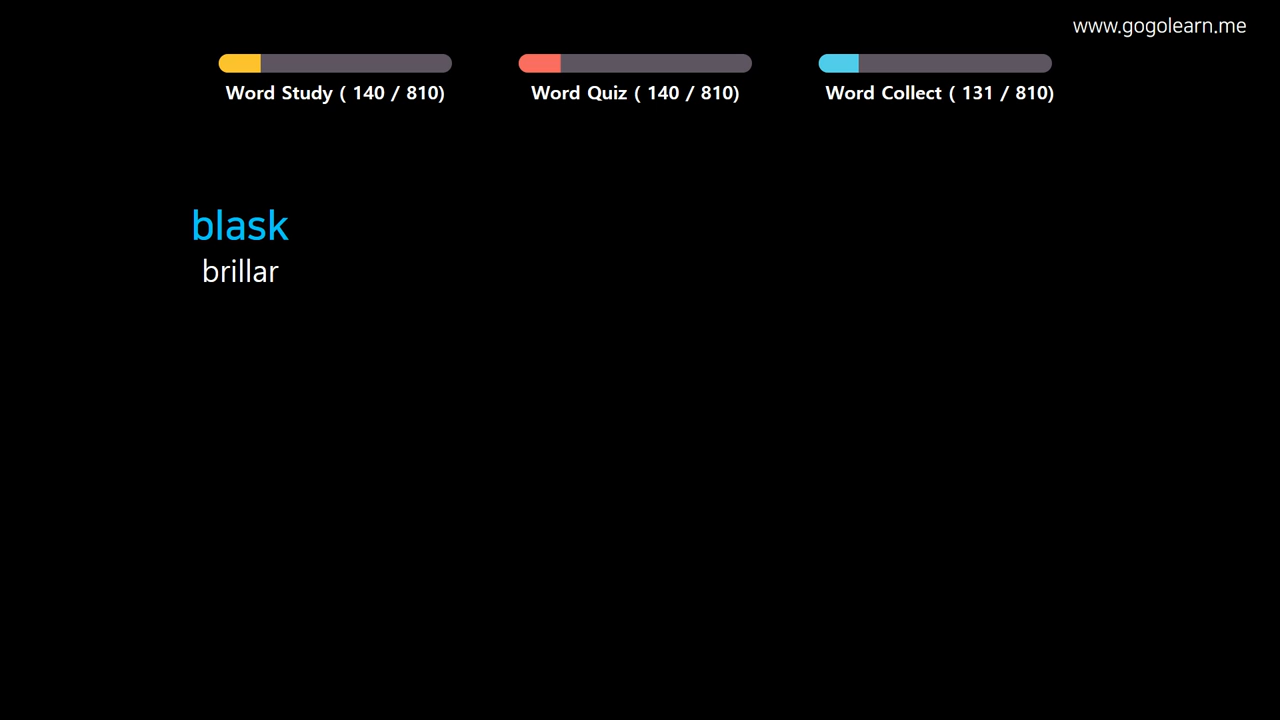 www.gogolearn.me
Word Study ( 140 / 810)
Word Quiz ( 140 / 810)
Word Collect ( 131 / 810)
blask
brillar